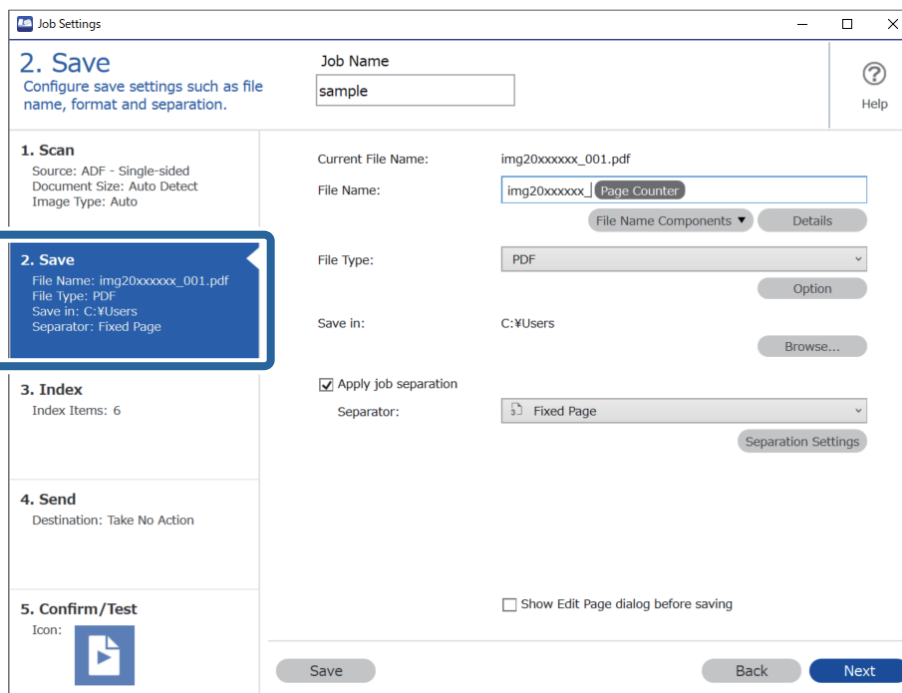 Job Settings
2. Save
Configure save settings such as file
name, format and separation.
Job Name
sample
Help
1. Scan
Source: ADF - Single-sided
Document Size: Auto Detect
Image Type: Auto
2. Save
File Name: img20xxxxxx_001.pdf
File Type: PDF
Save in: C:¥Users
Separator: Fixed Page
3. Index
Index Items: 6
4. Send
Destination: Take No Action
5. Confirm/Test
Icon:
Current File Name: img20xxxxxx_001.pdf
File Name: img20xxxxxx_ Page Counter
File Name Components ▼ Details
File Type: PDF
Option
Save in: C:¥Users
Browse...
Apply job separation
Separator: Fixed Page
Separation Settings
Show Edit Page dialog before saving
Save Back Next